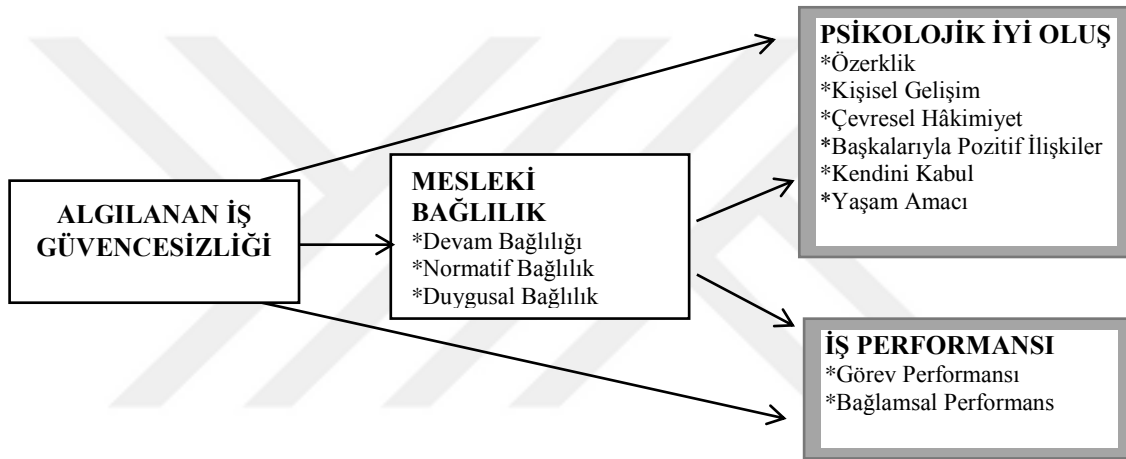 ALGILANAN İŞ
GÜVENCESİZLİĞİ
MESLEKİ
BAĞLILIK
*Devam Bağlılığı
*Normatif Bağlılık
*Duygusal Bağlılık
PSİKOLOJİK İYİ OLUŞ
*Özerklik
*Kişisel Gelişim
*Çevresel Hâkimiyet
*Başkalarıyla Pozitif İlişkiler
*Kendini Kabul
*Yaşam Amacı
İŞ PERFORMANSI
*Görev Performansı
*Bağlamsal Performans